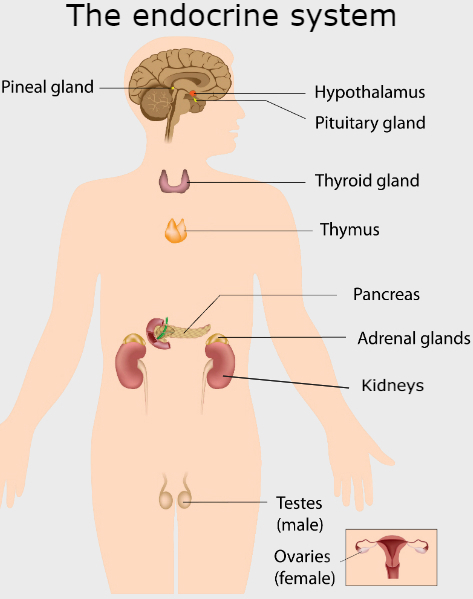 The endocrine system
Pineal gland
Hypothalamus
Pituitary gland
Thyroid gland
Thymus
Pancreas
Adrenal glands
Kidneys
Testes
(male)
Ovaries
(female)